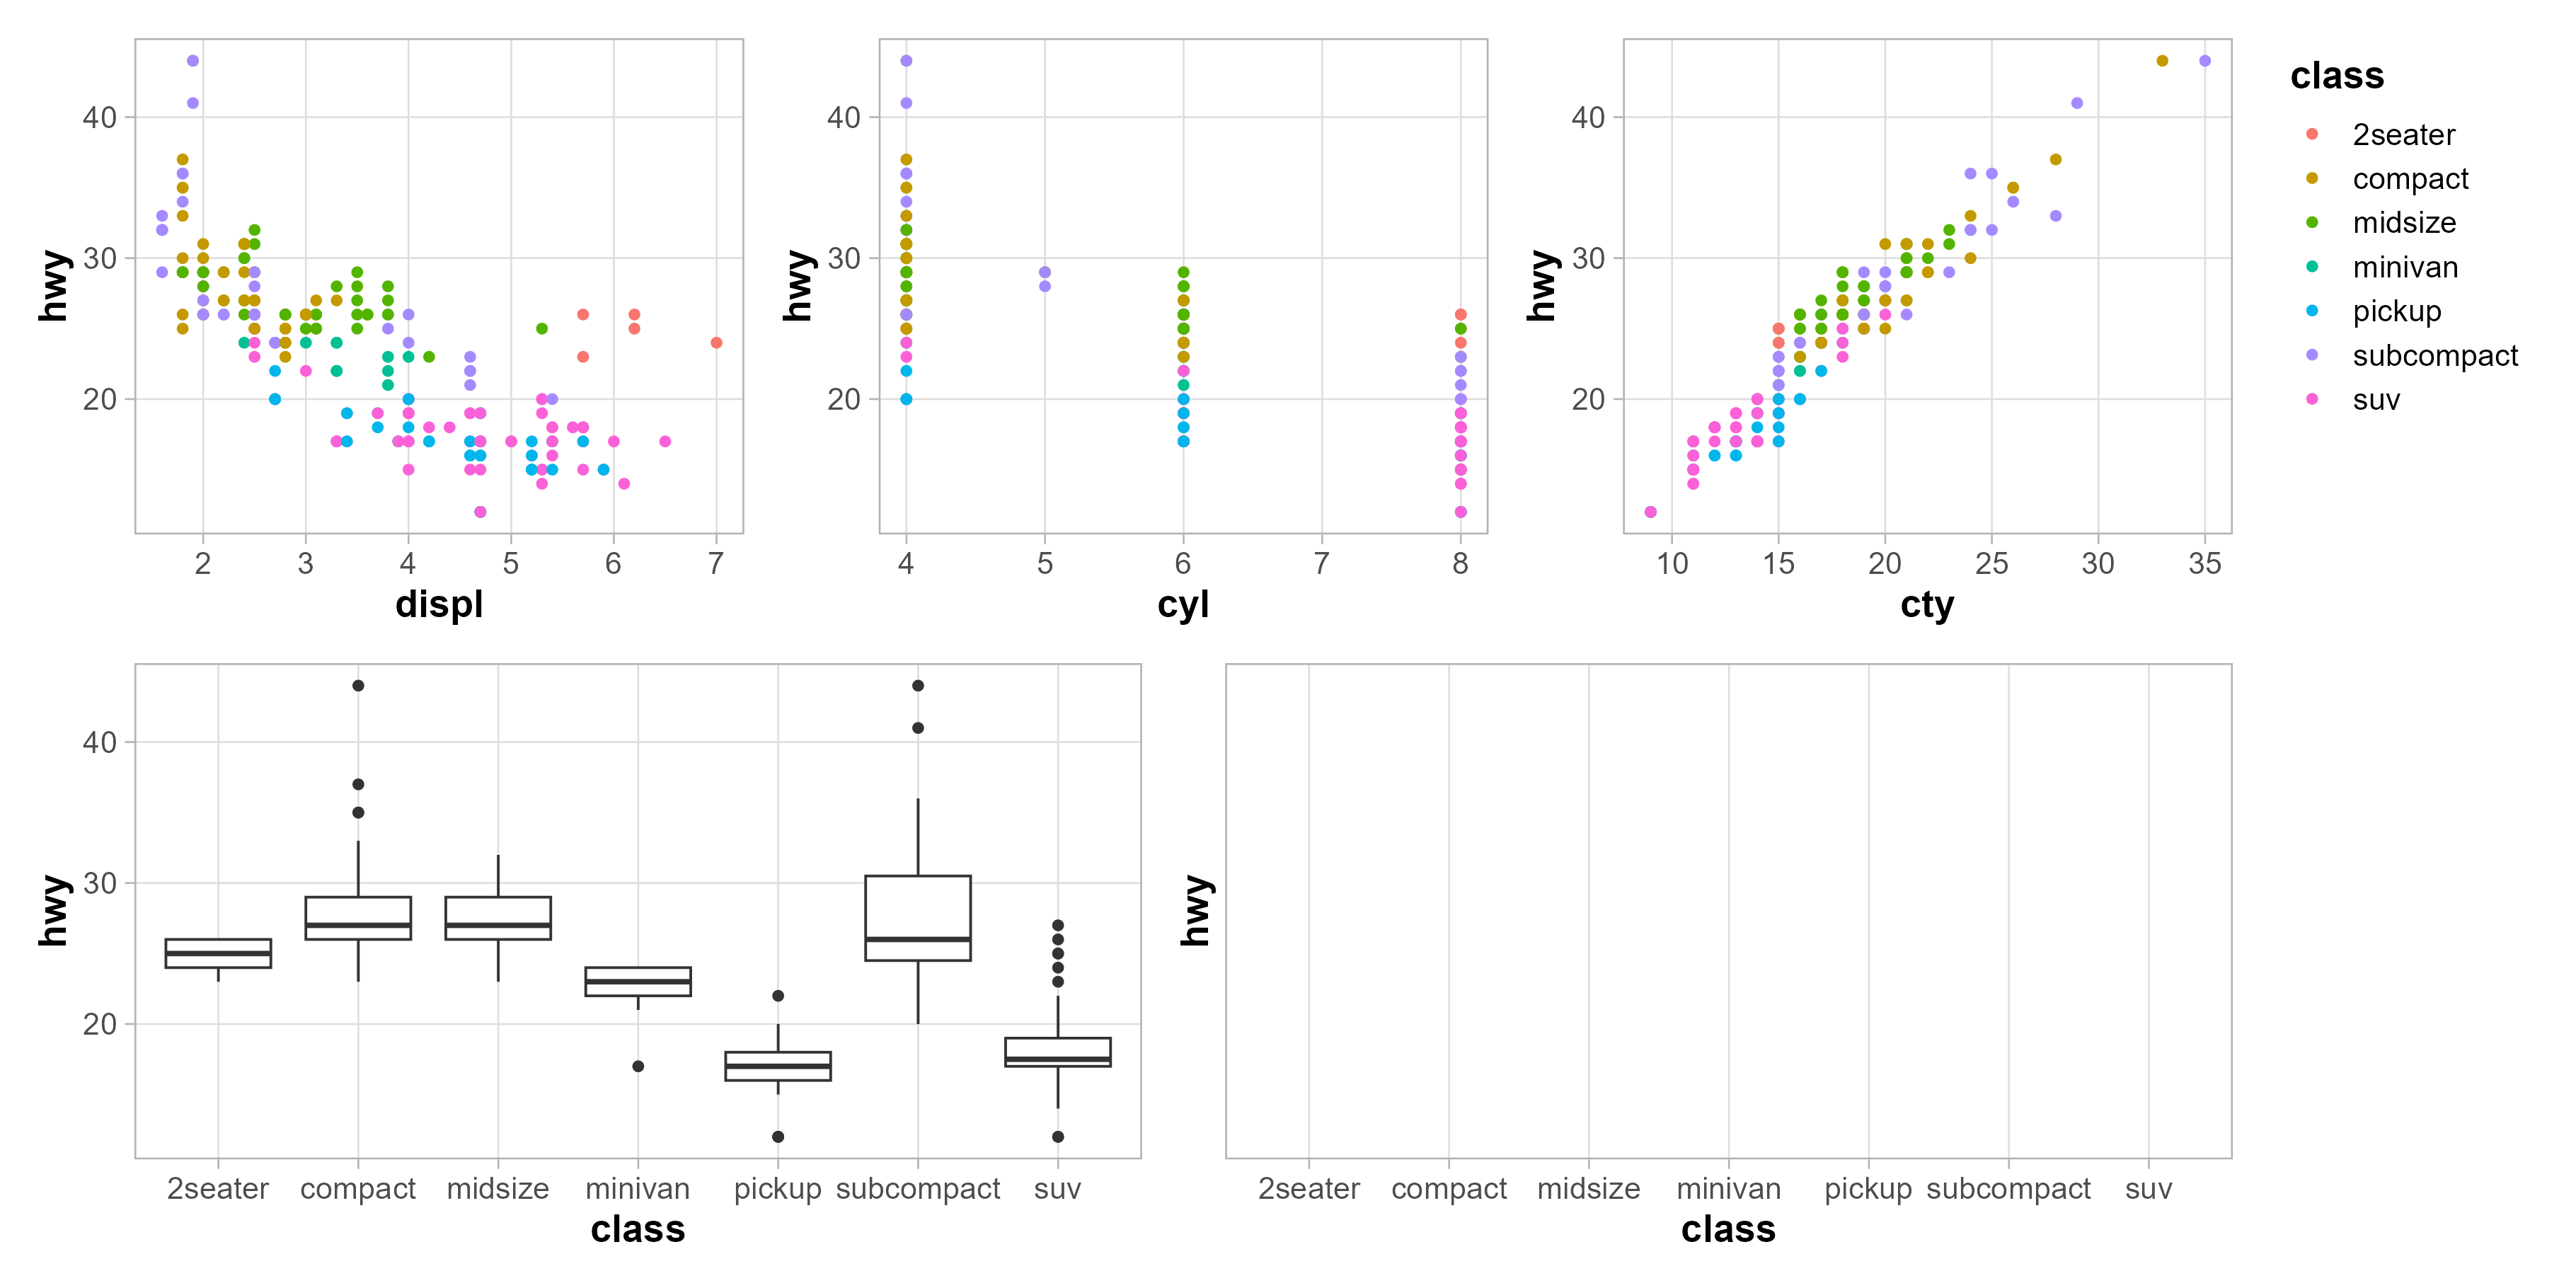 hwy
40
30
20
2 3 4 5 6 7
displ
hwy
40
30
20
4 5 6 7 8
cyl
hwy
40
30
20
10 15 20 25 30 35
cty
class
2seater
compact
midsize
minivan
pickup
subcompact
suv
hwy
40
30
20
2seater compact midsize minivan pickup subcompact suv
class
hwy
2seater compact midsize minivan pickup subcompact suv
class